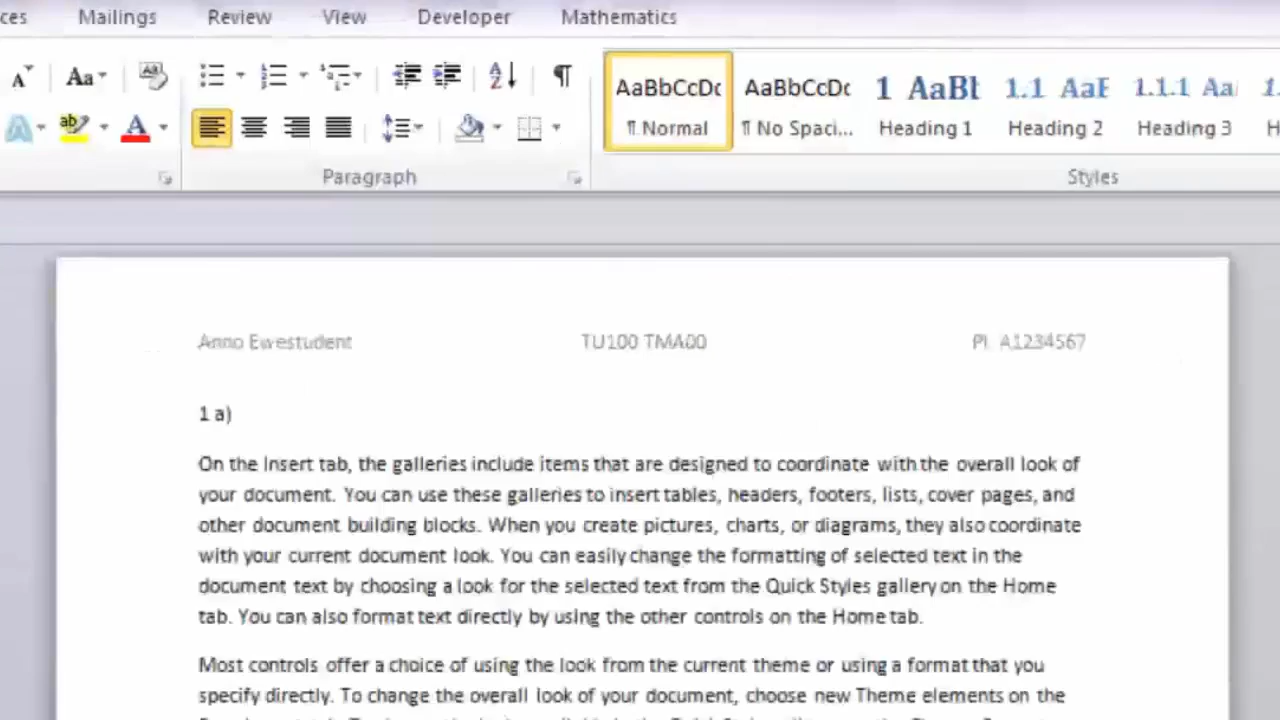 ces Mailings Review View Developer Mathematics
A Aa
A ab A
AaBbCcDc AaBbCcDc 1 AaBb 1.1 AaB 1.1.1 Aa 1.
¶ Normal ¶ No Spaci... Heading 1 Heading 2 Heading 3 H
Paragraph Styles
Anno Ewestudent TU100 TMA00 PI A1234567
1 a)
On the Insert tab, the galleries include items that are designed to coordinate with the overall look of
your document. You can use these galleries to insert tables, headers, footers, lists, cover pages, and
other document building blocks. When you create pictures, charts, or diagrams, they also coordinate
with your current document look. You can easily change the formatting of selected text in the
document text by choosing a look for the selected text from the Quick Styles gallery on the Home
tab. You can also format text directly by using the other controls on the Home tab.
Most controls offer a choice of using the look from the current theme or using a format that you
specify directly. To change the overall look of your document, choose new Theme elements on the